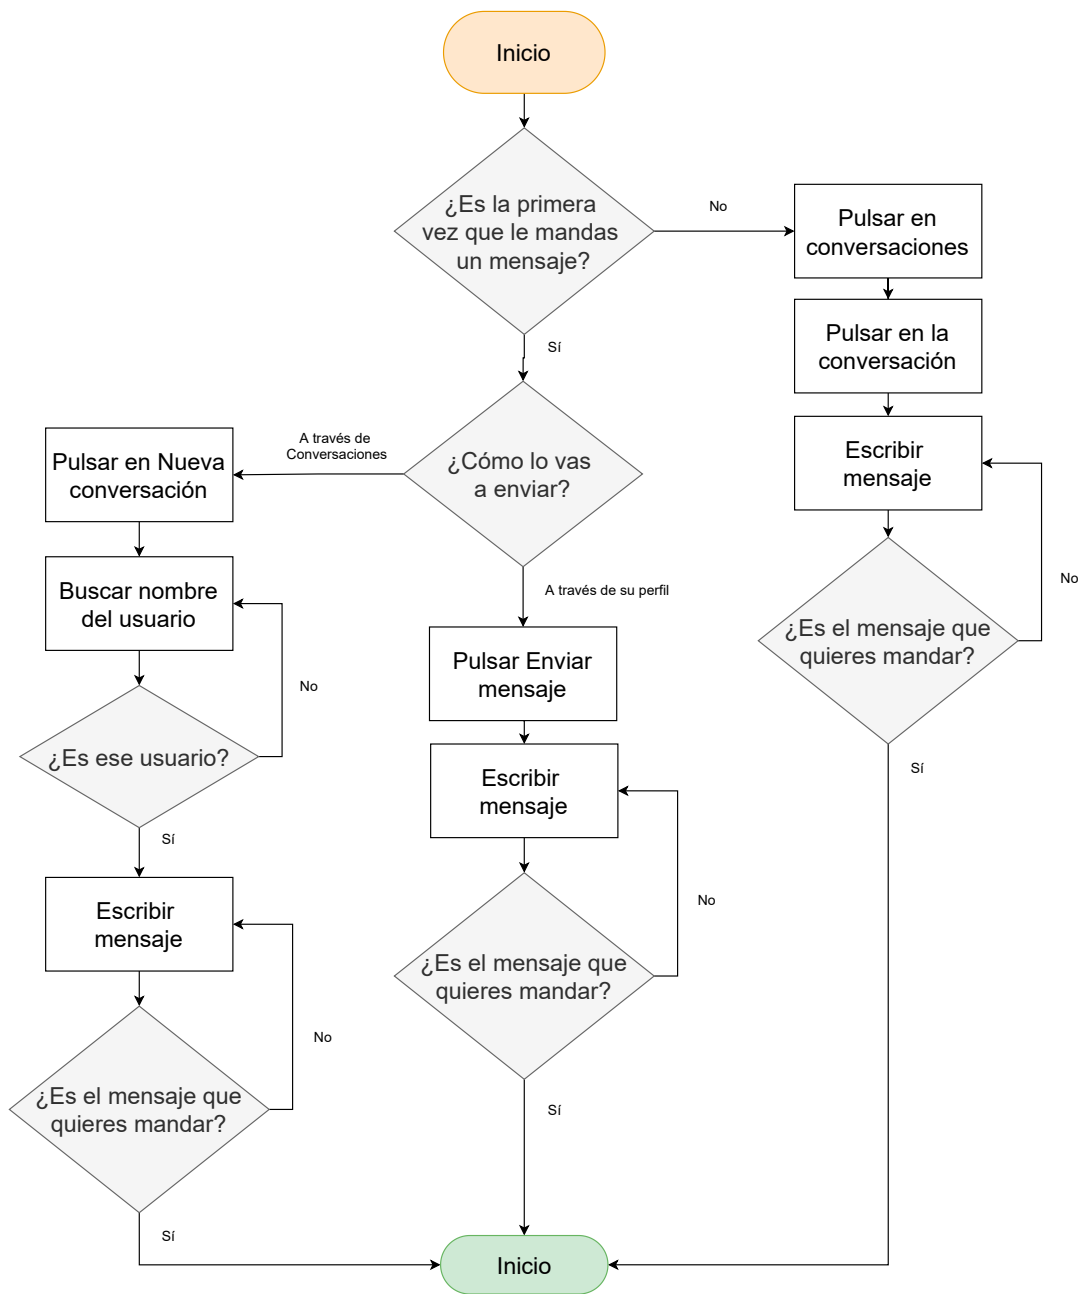 Inicio
¿Es la primera
vez que le mandas
un mensaje?
No
Pulsar en
conversaciones
Pulsar en la
conversación
Escribir
mensaje
No
¿Es el mensaje que
quieres mandar?
Sí
Sí
¿Cómo lo vas
a enviar?
A través de
Conversaciones
Pulsar en Nueva
conversación
Buscar nombre
del usuario
No
¿Es ese usuario?
Sí
Escribir
mensaje
No
¿Es el mensaje que
quieres mandar?
Sí
A través de su perfil
Pulsar Enviar
mensaje
Escribir
mensaje
No
¿Es el mensaje que
quieres mandar?
Sí
Inicio